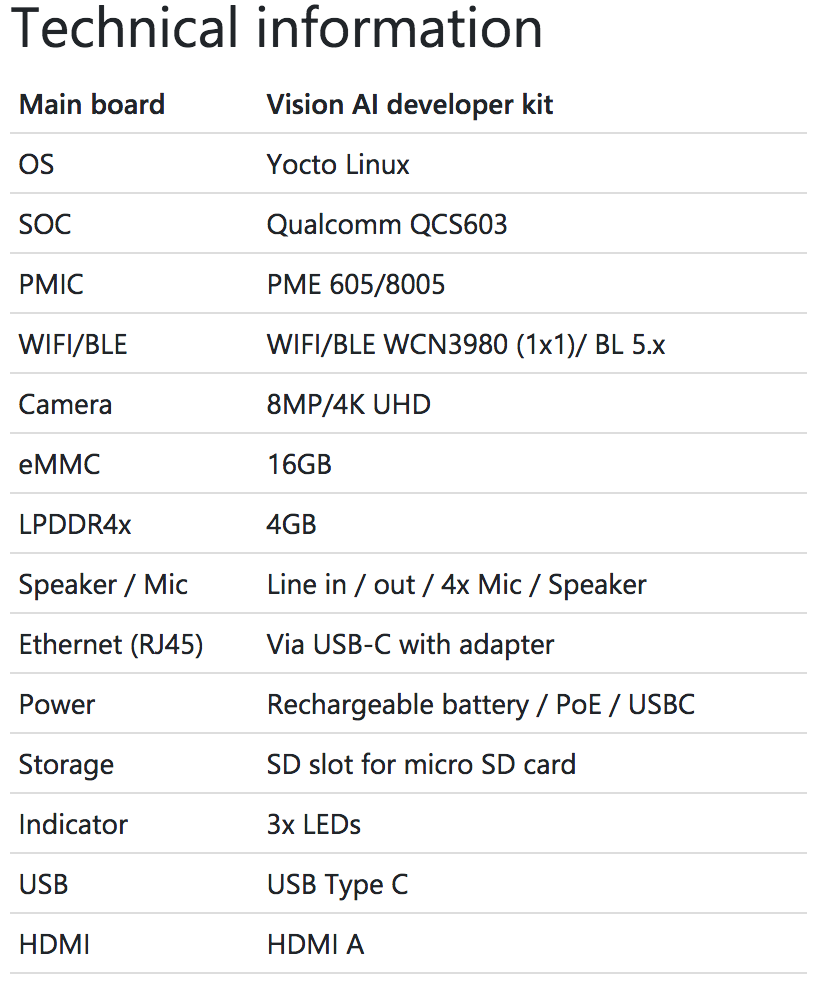 Technical information
Main board Vision AI developer kit
OS Yocto Linux
SOC Qualcomm QCS603
PMIC PME 605/8005
WIFI/BLE WIFI/BLE WCN3980 (1x1)/ BL 5.x
Camera 8MP/4K UHD
eMMC 16GB
LPDDR4x 4GB
Speaker / Mic Line in / out / 4x Mic / Speaker
Ethernet (RJ45) Via USB-C with adapter
Power Rechargeable battery / PoE / USBC
Storage SD slot for micro SD card
Indicator 3x LEDs
USB USB Type C
HDMI HDMI A